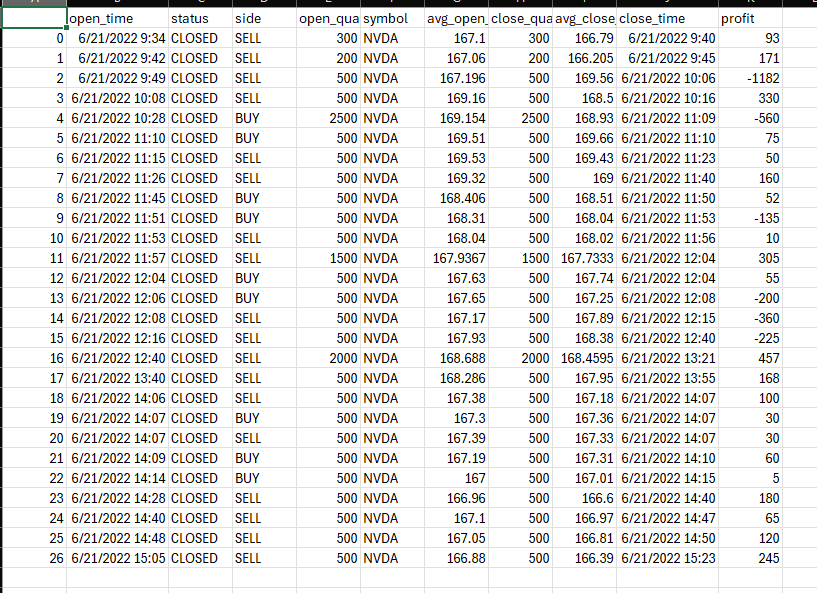 open_time status side open_qua symbol avg_open_ close_qua avg_close_ close_time profit
0 6/21/2022 9:34 CLOSED SELL 300 NVDA 167.1 300 166.79 6/21/2022 9:40 93
1 6/21/2022 9:42 CLOSED SELL 200 NVDA 167.06 200 166.205 6/21/2022 9:45 171
2 6/21/2022 9:49 CLOSED SELL 500 NVDA 167.196 500 169.56 6/21/2022 10:06 -1182
3 6/21/2022 10:08 CLOSED SELL 500 NVDA 169.16 500 168.5 6/21/2022 10:16 330
4 6/21/2022 10:28 CLOSED BUY 2500 NVDA 169.154 2500 168.93 6/21/2022 11:09 -560
5 6/21/2022 11:10 CLOSED BUY 500 NVDA 169.51 500 169.66 6/21/2022 11:10 75
6 6/21/2022 11:15 CLOSED SELL 500 NVDA 169.53 500 169.43 6/21/2022 11:23 50
7 6/21/2022 11:26 CLOSED SELL 500 NVDA 169.32 500 169 6/21/2022 11:40 160
8 6/21/2022 11:45 CLOSED BUY 500 NVDA 168.406 500 168.51 6/21/2022 11:50 52
9 6/21/2022 11:51 CLOSED BUY 500 NVDA 168.31 500 168.04 6/21/2022 11:53 -135
10 6/21/2022 11:53 CLOSED SELL 500 NVDA 168.04 500 168.02 6/21/2022 11:56 10
11 6/21/2022 11:57 CLOSED SELL 1500 NVDA 167.9367 1500 167.7333 6/21/2022 12:04 305
12 6/21/2022 12:04 CLOSED BUY 500 NVDA 167.63 500 167.74 6/21/2022 12:04 55
13 6/21/2022 12:06 CLOSED BUY 500 NVDA 167.65 500 167.25 6/21/2022 12:08 -200
14 6/21/2022 12:08 CLOSED SELL 500 NVDA 167.17 500 167.89 6/21/2022 12:15 -360
15 6/21/2022 12:16 CLOSED SELL 500 NVDA 167.93 500 168.38 6/21/2022 12:40 -225
16 6/21/2022 12:40 CLOSED SELL 2000 NVDA 168.688 2000 168.4595 6/21/2022 13:21 457
17 6/21/2022 13:40 CLOSED SELL 500 NVDA 168.286 500 167.95 6/21/2022 13:55 168
18 6/21/2022 14:06 CLOSED SELL 500 NVDA 167.38 500 167.18 6/21/2022 14:07 100
19 6/21/2022 14:07 CLOSED BUY 500 NVDA 167.3 500 167.36 6/21/2022 14:07 30
20 6/21/2022 14:07 CLOSED SELL 500 NVDA 167.39 500 167.33 6/21/2022 14:07 30
21 6/21/2022 14:09 CLOSED BUY 500 NVDA 167.19 500 167.31 6/21/2022 14:10 60
22 6/21/2022 14:14 CLOSED BUY 500 NVDA 167 500 167.01 6/21/2022 14:15 5
23 6/21/2022 14:28 CLOSED SELL 500 NVDA 166.96 500 166.6 6/21/2022 14:40 180
24 6/21/2022 14:40 CLOSED SELL 500 NVDA 167.1 500 166.97 6/21/2022 14:47 65
25 6/21/2022 14:48 CLOSED SELL 500 NVDA 167.05 500 166.81 6/21/2022 14:50 120
26 6/21/2022 15:05 CLOSED SELL 500 NVDA 166.88 500 166.39 6/21/2022 15:23 245